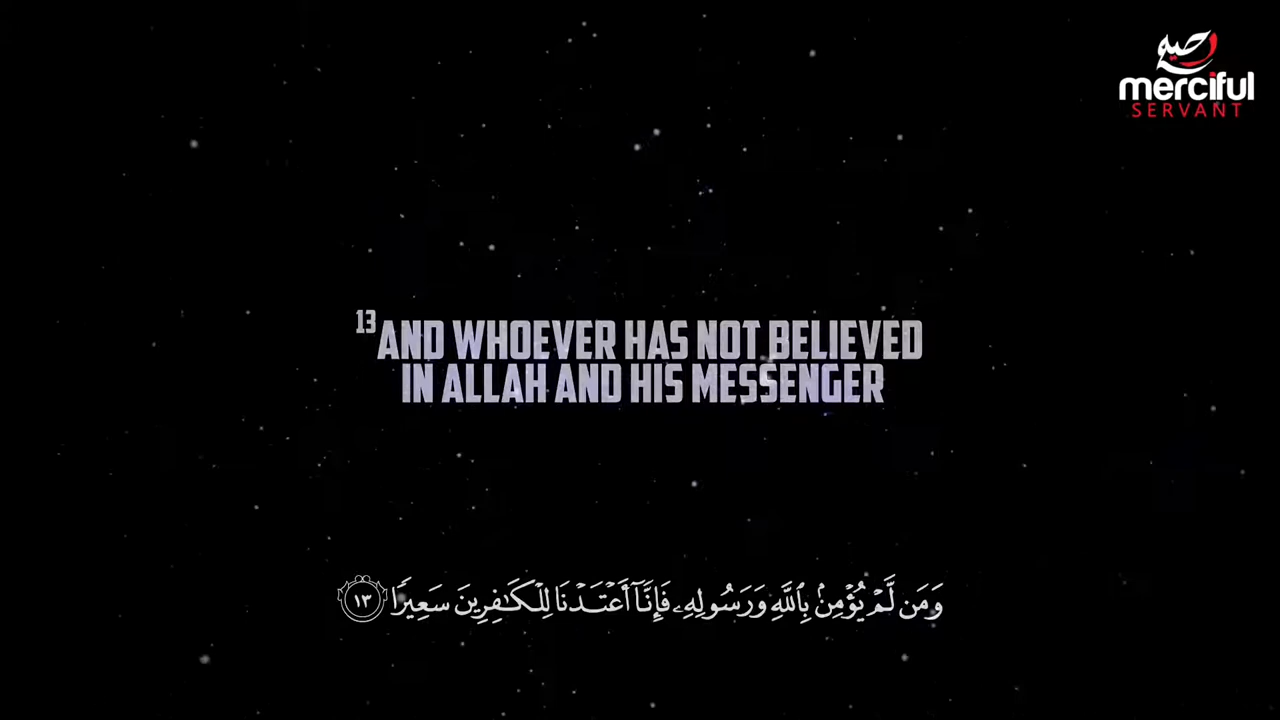 merciful
SERVANT
13 AND WHOEVER HAS NOT BELIEVED
IN ALLAH AND HIS MESSENGER
وَمَن لَّمْ يُؤْمِنۢ بِٱللَّهِ وَرَسُولِهِۦ فَإِنَّآ أَعْتَدْنَا لِلْكَٰفِرِينَ سَعِيرًا ١٣